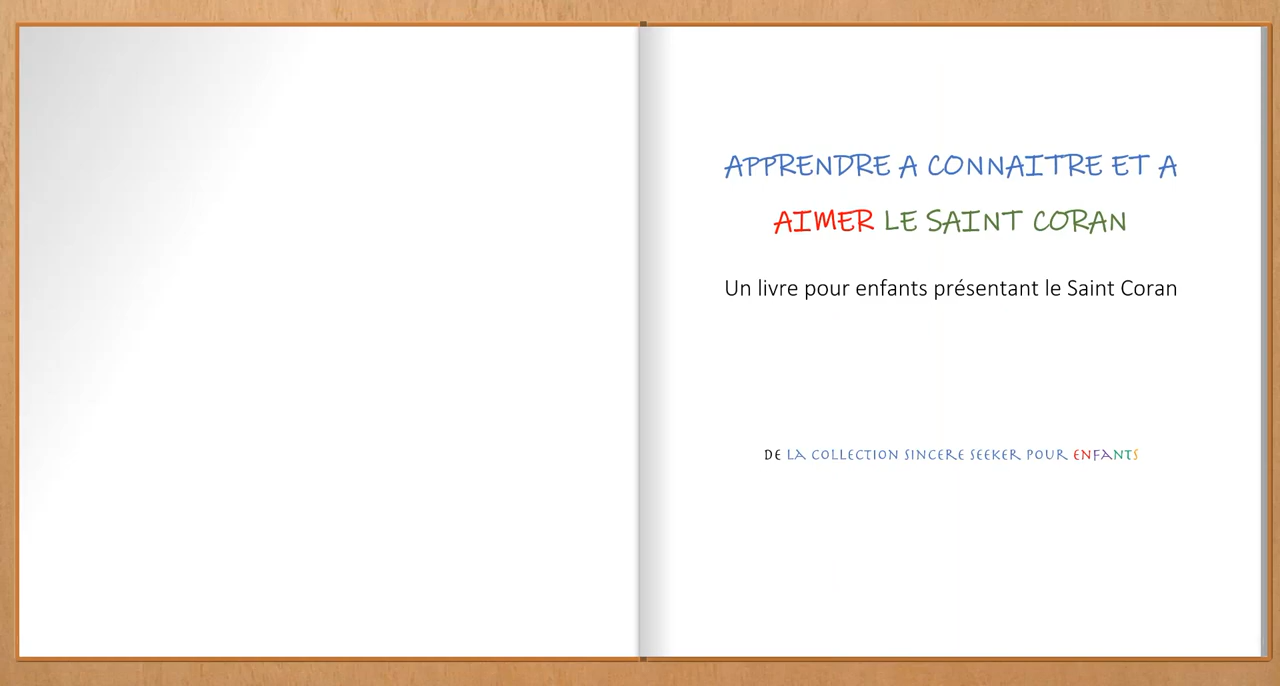 APPRENDRE A CONNAITRE ET A
AIMER LE SAINT CORAN
Un livre pour enfants présentant le Saint Coran
DE LA COLLECTION SINCERE SEEKER POUR ENFANTS